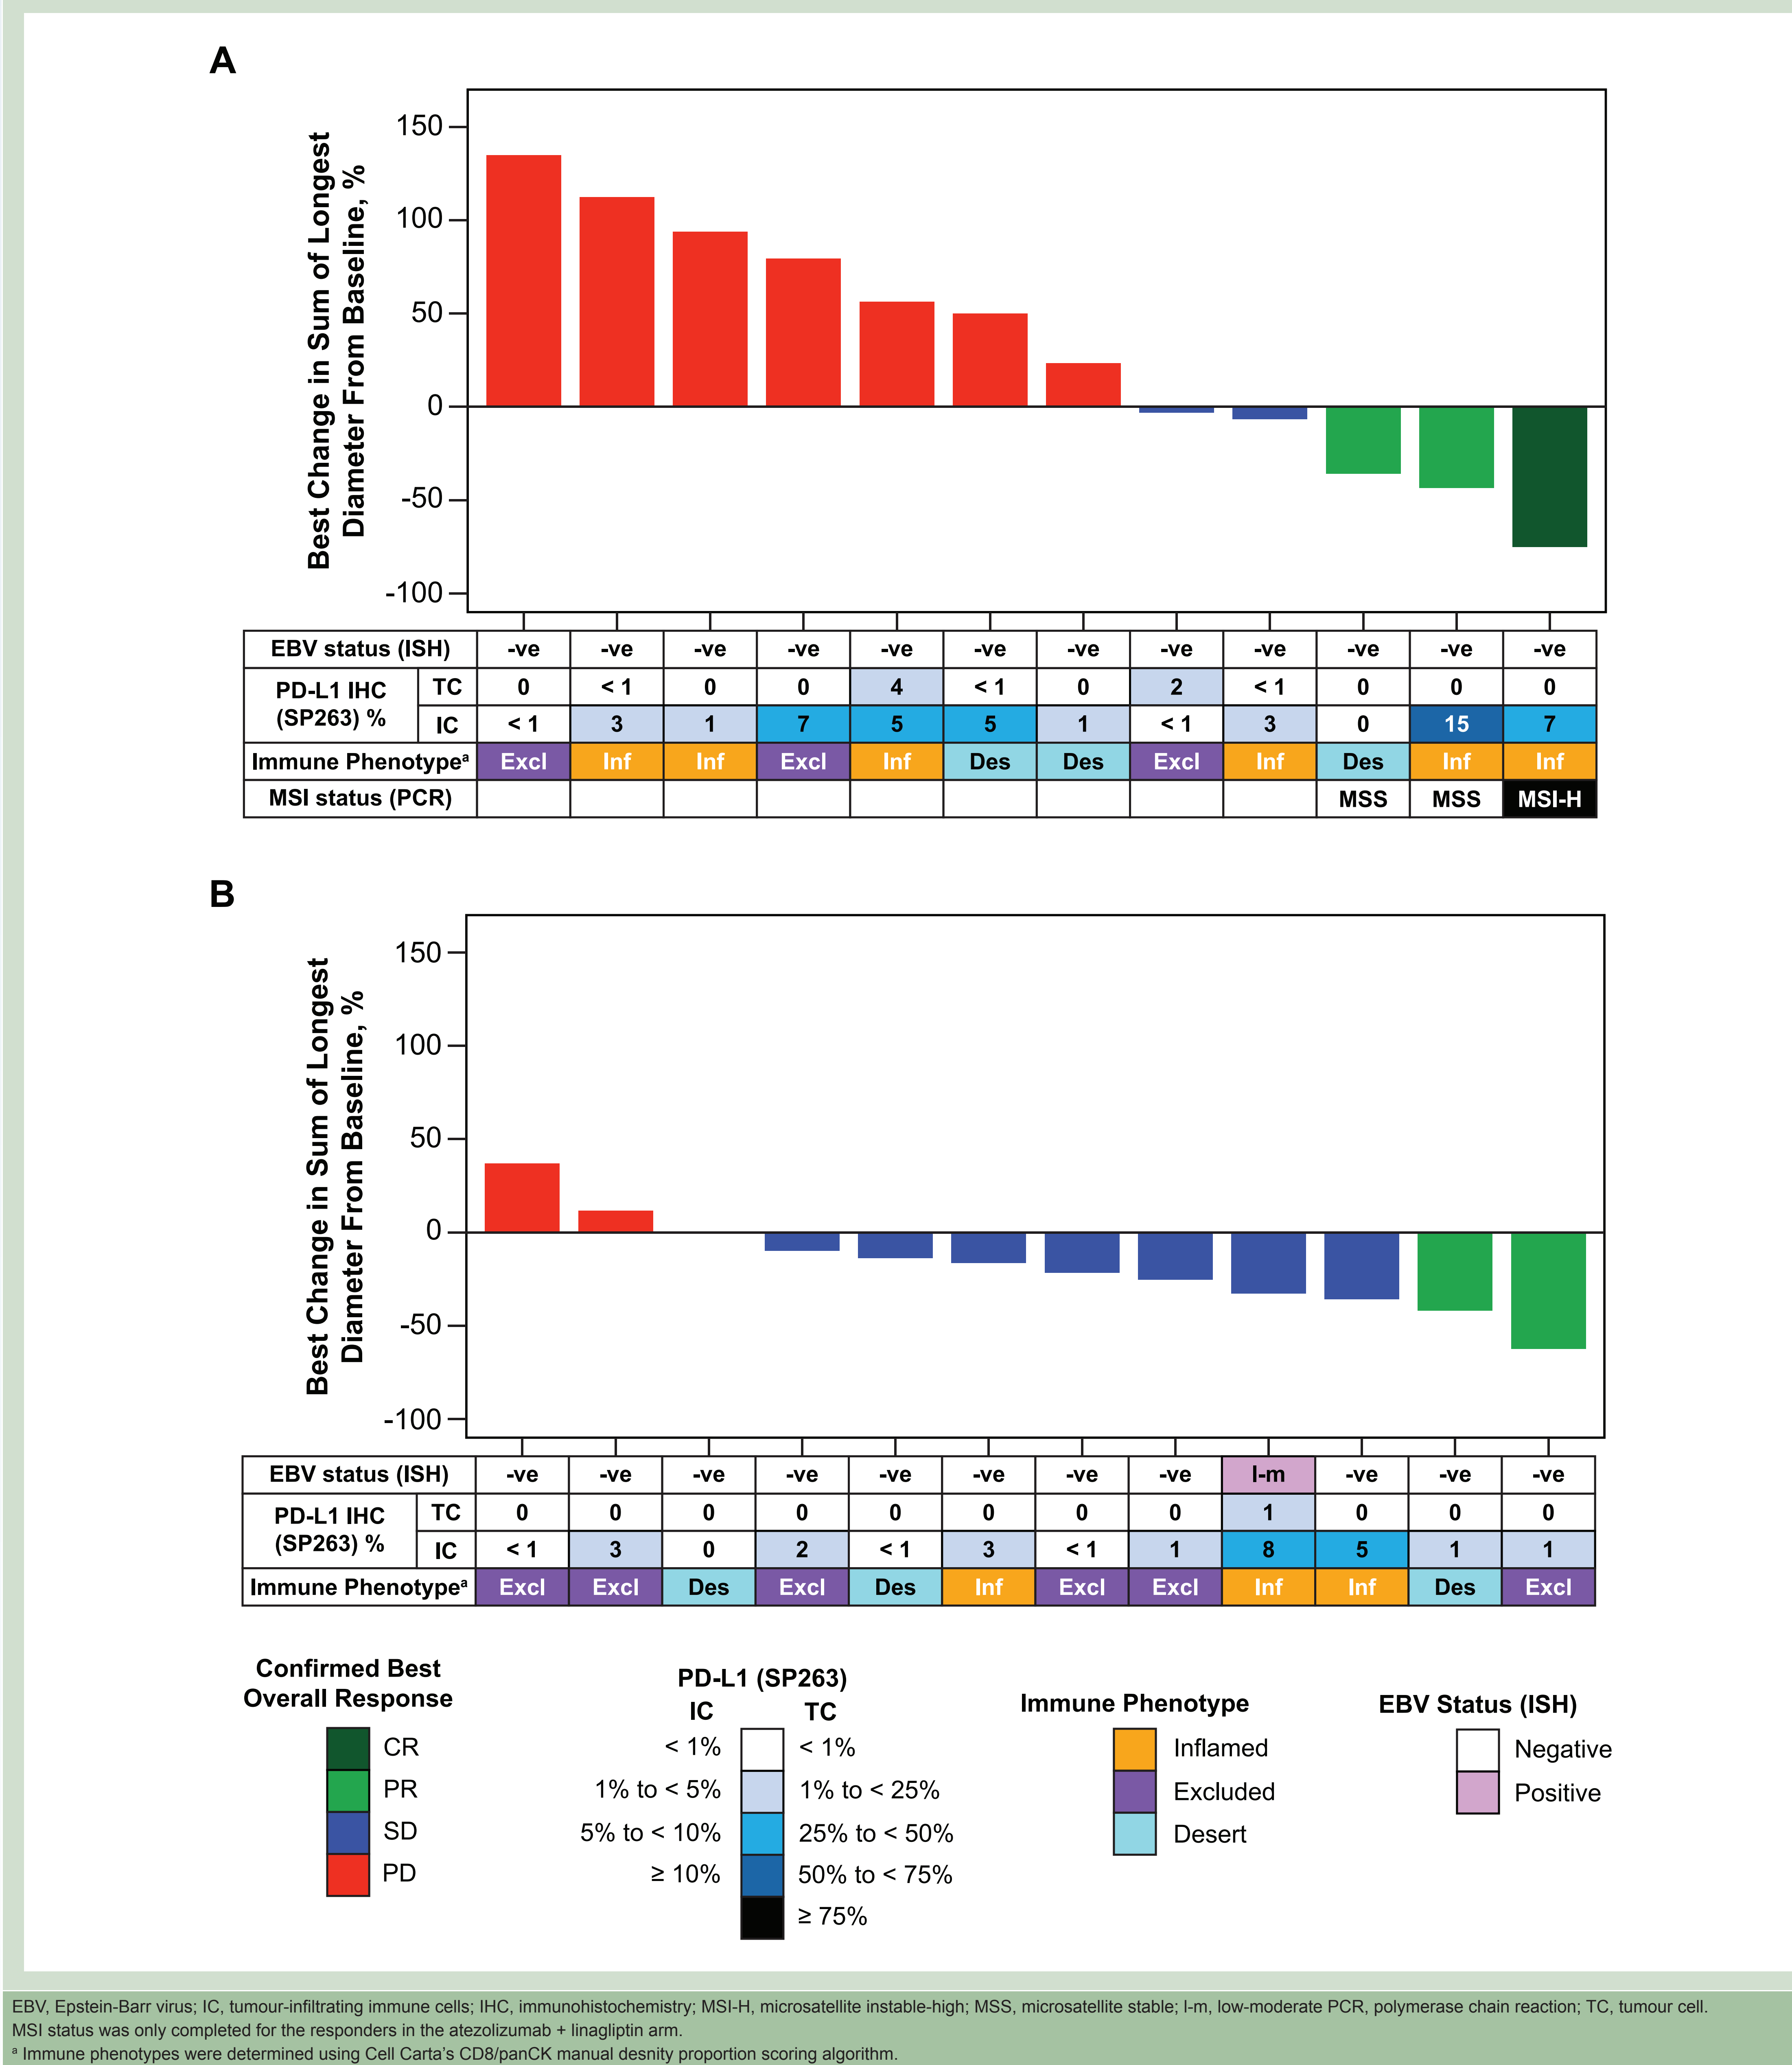 A
Best Change in Sum of Longest
Diameter From Baseline, %
150
100
50
0
-50
-100
EBV status (ISH) -ve -ve -ve -ve -ve -ve -ve -ve -ve -ve -ve -ve
PD-L1 IHC (SP263) % TC 0 < 1 0 0 4 < 1 0 2 < 1 0 0 0
IC < 1 3 1 7 5 5 1 < 1 3 0 15 7
Immune Phenotypeᵃ Excl Inf Inf Excl Inf Des Des Excl Inf Des Inf Inf
MSI status (PCR) MSS MSS MSI-H
B
Best Change in Sum of Longest
Diameter From Baseline, %
150
100
50
0
-50
-100
EBV status (ISH) -ve -ve -ve -ve -ve -ve -ve -ve I-m -ve -ve -ve
PD-L1 IHC (SP263) % TC 0 0 0 0 0 0 0 0 1 0 0 0
IC < 1 3 0 2 < 1 3 < 1 1 8 5 1 1
Immune Phenotypeᵃ Excl Excl Des Excl Des Inf Excl Excl Inf Inf Des Excl
Confirmed Best
Overall Response
CR
PR
SD
PD
PD-L1 (SP263)
IC TC
< 1% < 1%
1% to < 5% 1% to < 25%
5% to < 10% 25% to < 50%
≥ 10% 50% to < 75%
≥ 75%
Immune Phenotype
Inflamed
Excluded
Desert
EBV Status (ISH)
Negative
Positive
EBV, Epstein-Barr virus; IC, tumour-infiltrating immune cells; IHC, immunohistochemistry; MSI-H, microsatellite instable-high; MSS, microsatellite stable; I-m, low-moderate PCR, polymerase chain reaction; TC, tumour cell.
MSI status was only completed for the responders in the atezolizumab + linagliptin arm.
ᵃ Immune phenotypes were determined using Cell Carta's CD8/panCK manual desnity proportion scoring algorithm.